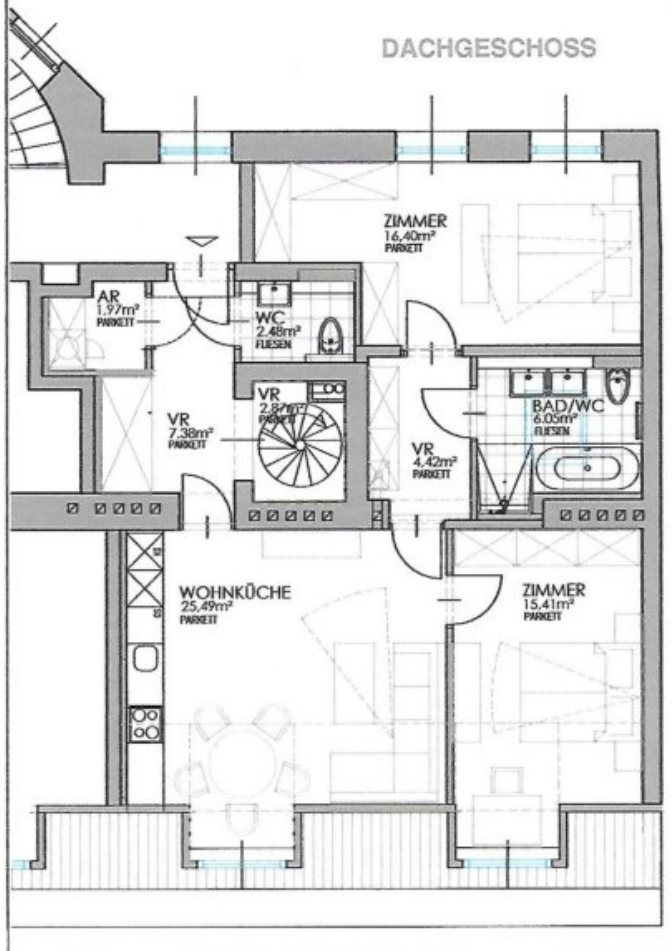 DACHGESCHOSS
ZIMMER
16,40m²
PARKETT
AR
1,97m²
PARKETT
WC
2.48m²
FLIESEN
VR
2.87m²
PARKETT
VR
7.38m²
PARKETT
BAD/WC
6.05m²
FLIESEN
VR
4,42m²
PARKETT
WOHNKÜCHE
25,49m²
PARKETT
ZIMMER
15,41m²
PARKETT